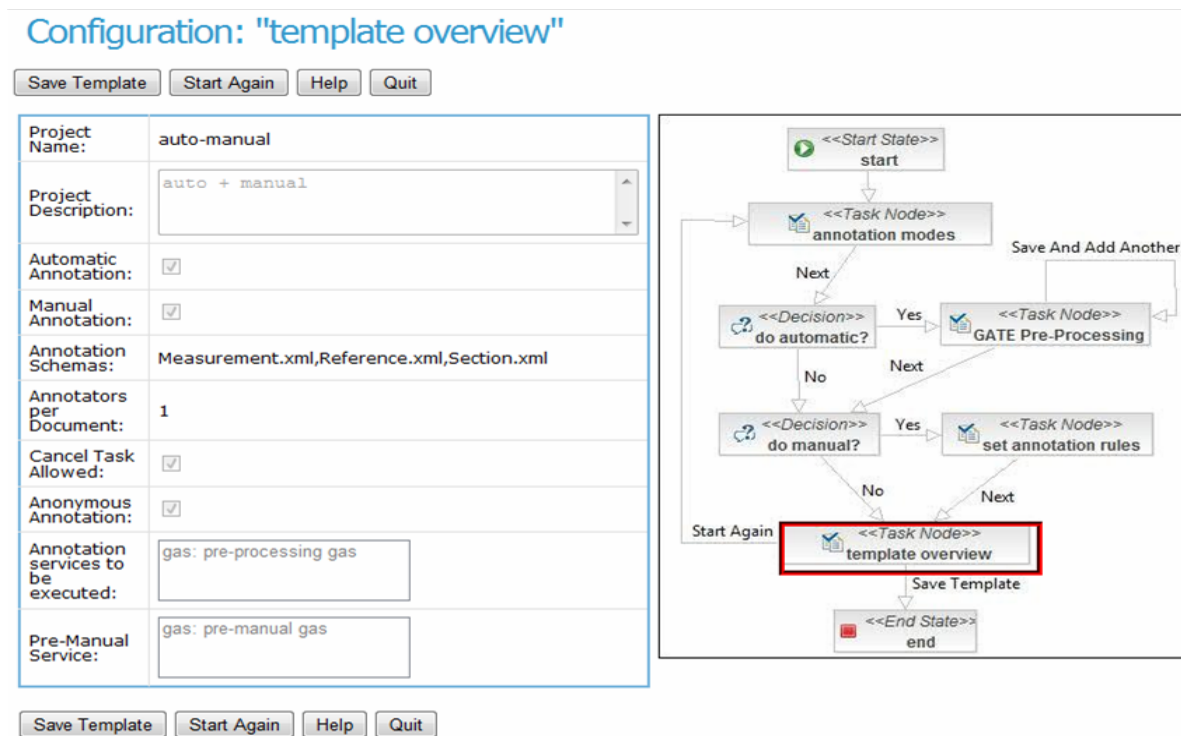 Configuration: "template overview"
Save Template Start Again Help Quit
Project
Name:
auto-manual
Project
Description:
auto + manual
Automatic
Annotation:
Manual
Annotation:
Annotation
Schemas:
Measurement.xml,Reference.xml,Section.xml
Annotators
per
Document:
1
Cancel Task
Allowed:
Anonymous
Annotation:
Annotation
services to
be
executed:
gas: pre-processing gas
Pre-Manual
Service:
gas: pre-manual gas
Save Template Start Again Help Quit
<<Start State>>
start
<<Task Node>>
annotation modes
Save And Add Another
Next
<<Decision>>
do automatic?
Yes
<<Task Node>>
GATE Pre-Processing
No
Next
<<Decision>>
do manual?
Yes
<<Task Node>>
set annotation rules
No
Next
Start Again
<<Task Node>>
template overview
Save Template
<<End State>>
end